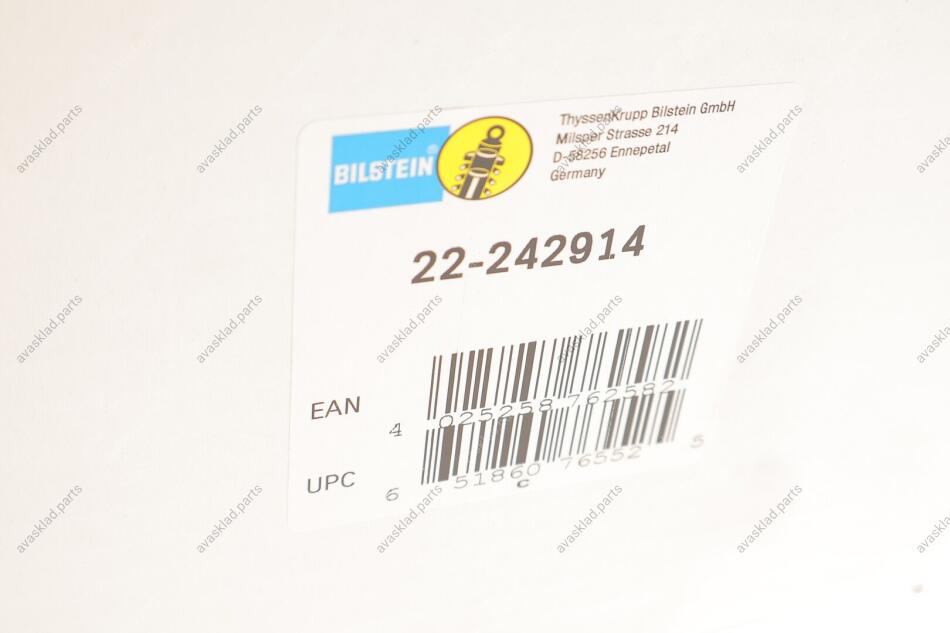 BILSTEIN®
ThyssenKrupp Bilstein GmbH
Milsper Strasse 214
D-58256 Ennepetal
Germany
22-242914
EAN
4 025258 762582
UPC
6 51860 76552 5
c
avasklad.parts